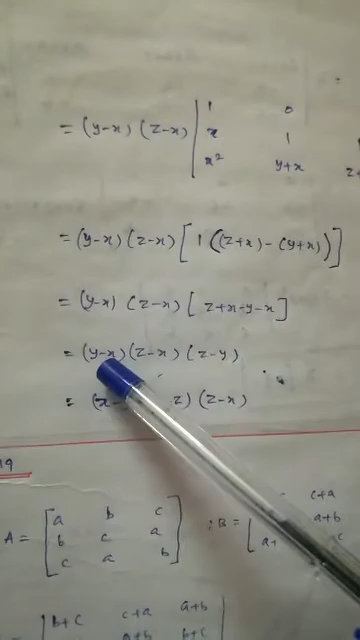 = (y-x) (z-x) | 1 0
x 1
x² y+x z+
= (y-x) (z-x) [ 1 ((z+x) - (y+x)) ]
= (y-x) (z-x) [ z+x-y-x ]
= (y-x) (z-x) (z-y)
= (x- z) (z-x)
19
A = [ a b c ; B = [ c+a
b c a a+b
c a b ] a+ c
= | b+c c+a a+b |
a+b b+c